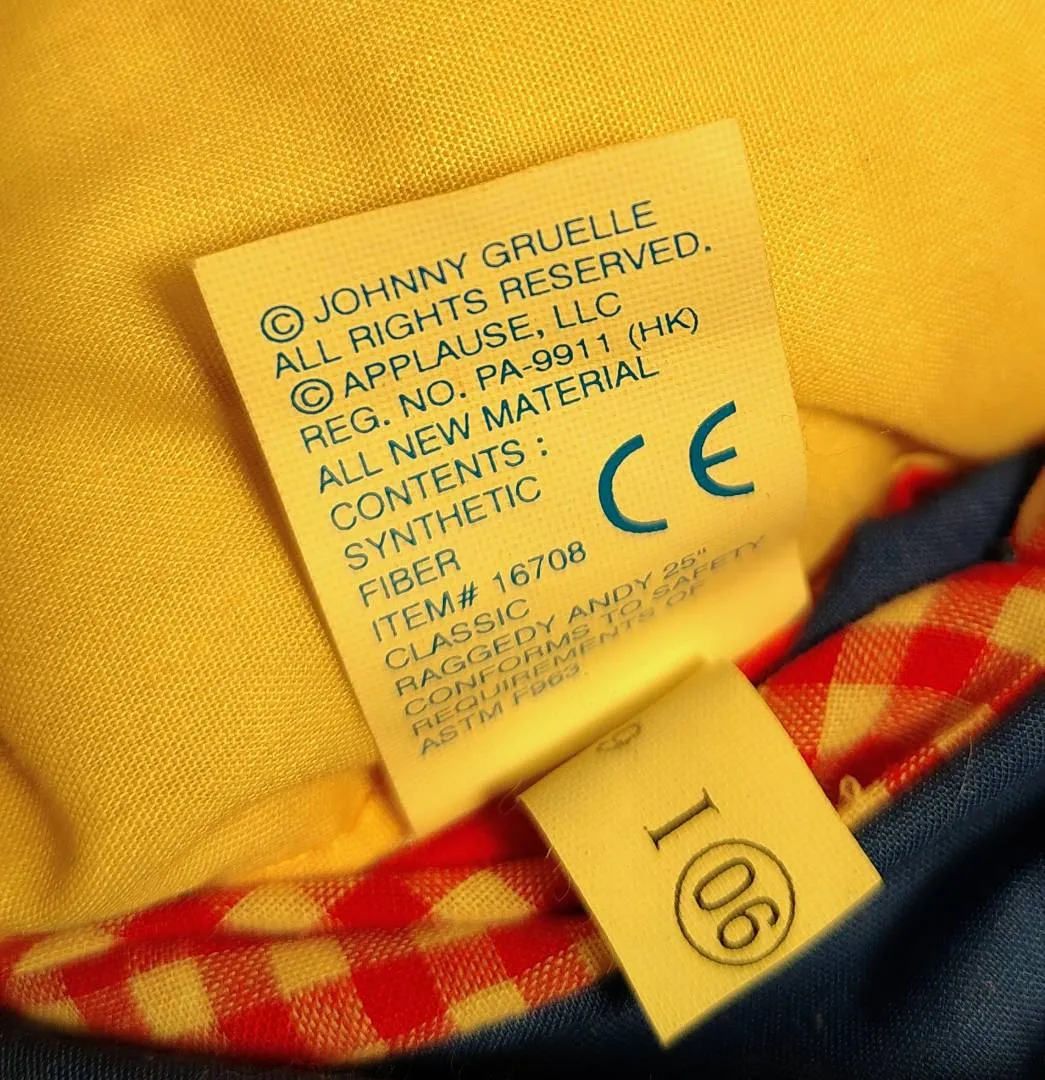 © JOHNNY GRUELLE
ALL RIGHTS RESERVED.
© APPLAUSE, LLC
REG. NO. PA-9911 (HK)
ALL NEW MATERIAL
CONTENTS :
SYNTHETIC
FIBER
CE
ITEM# 16708
CLASSIC
RAGGEDY ANDY 25"
CONFORMS TO SAFETY
REQUIREMENTS OF
ASTM F963.
I 06